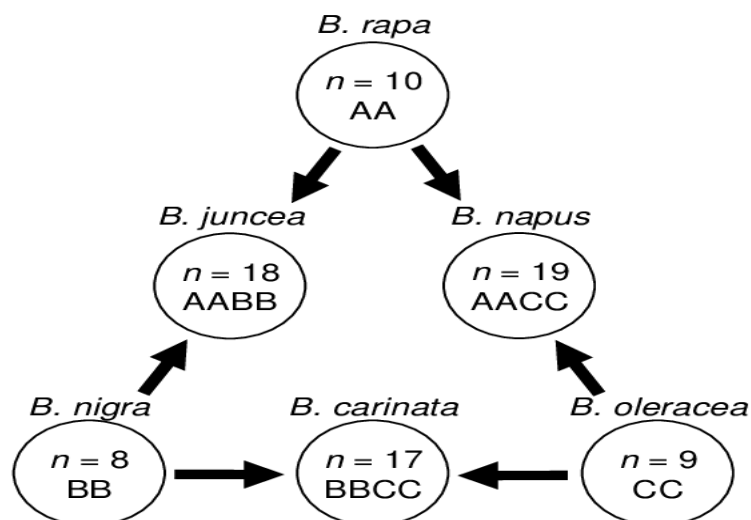 B. rapa
n = 10
AA
B. juncea
B. napus
n = 18
AABB
n = 19
AACC
B. nigra
B. carinata
B. oleracea
n = 8
BB
n = 17
BBCC
n = 9
CC